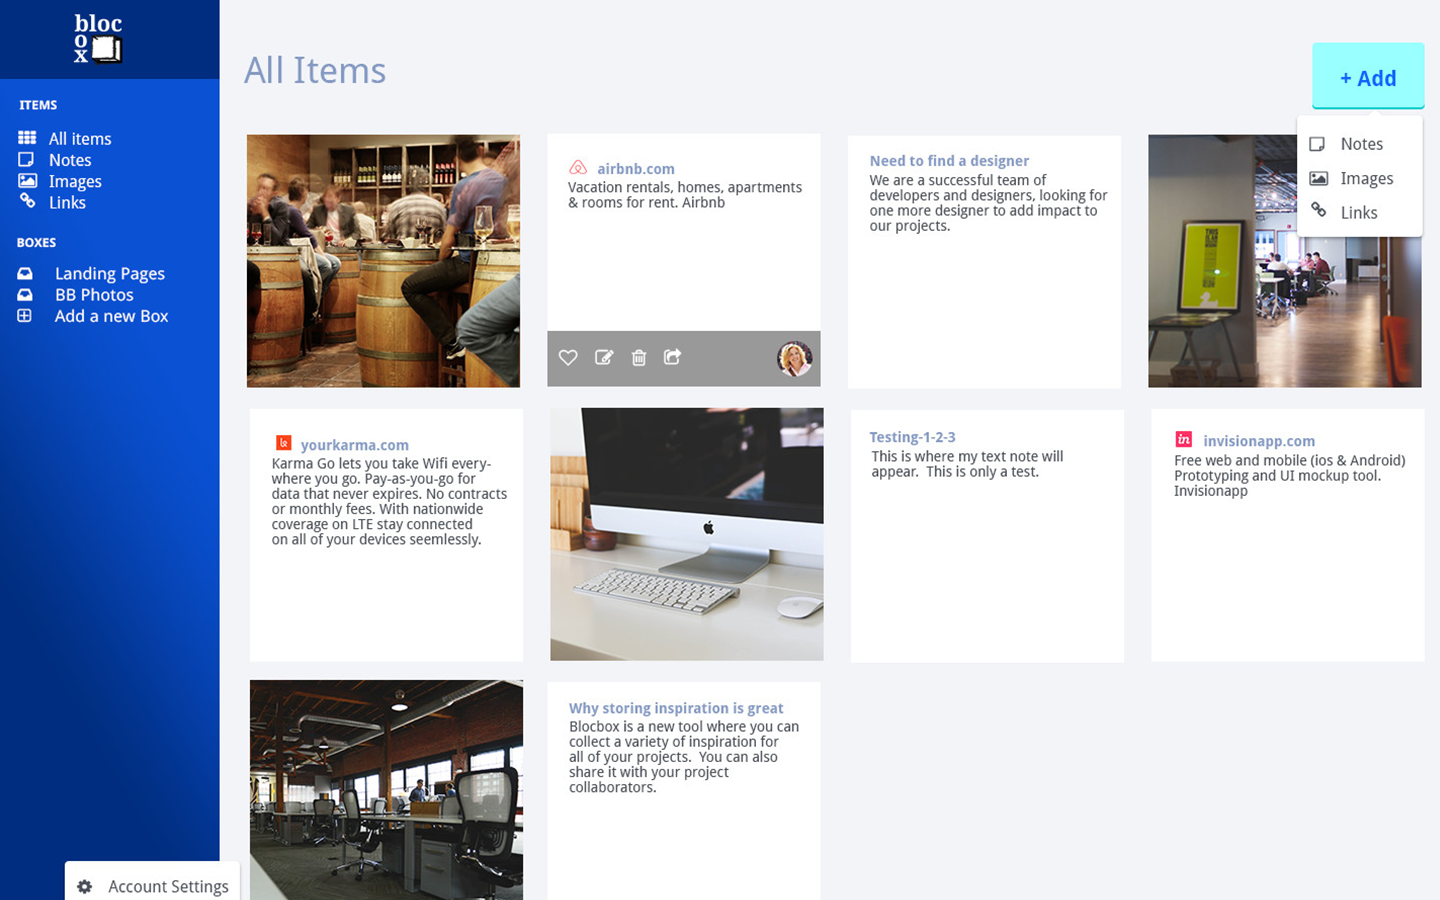 bloc
o
x
ITEMS
All items
Notes
Images
Links
BOXES
Landing Pages
BB Photos
Add a new Box
Account Settings
All Items
+ Add
Notes
Images
Links
airbnb.com
Vacation rentals, homes, apartments
& rooms for rent. Airbnb
Need to find a designer
We are a successful team of
developers and designers, looking for
one more designer to add impact to
our projects.
THIS
yourkarma.com
Karma Go lets you take Wifi every-
where you go. Pay-as-you-go for
data that never expires. No contracts
or monthly fees. With nationwide
coverage on LTE stay connected
on all of your devices seemlessly.
Testing-1-2-3
This is where my text note will
appear.  This is only a test.
in
invisionapp.com
Free web and mobile (ios & Android)
Prototyping and UI mockup tool.
Invisionapp
Why storing inspiration is great
Blocbox is a new tool where you can
collect a variety of inspiration for
all of your projects.  You can also
share it with your project
collaborators.